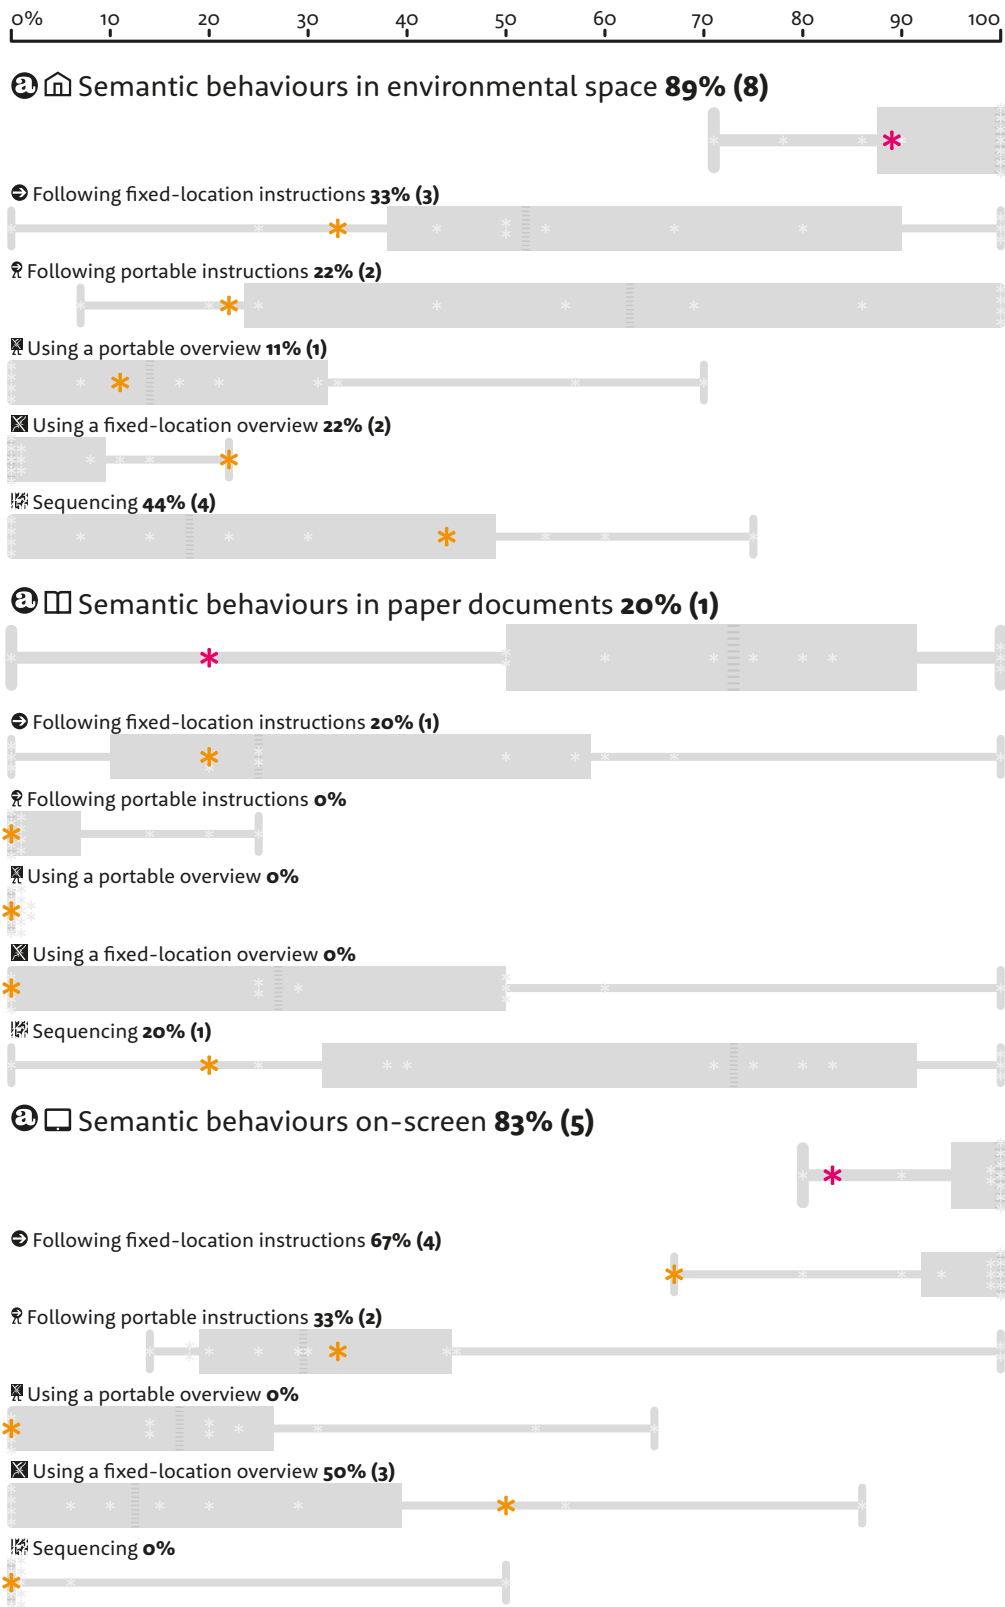 0% 10 20 30 40 50 60 70 80 90 100
a Semantic behaviours in environmental space 89% (8)
Following fixed-location instructions 33% (3)
Following portable instructions 22% (2)
Using a portable overview 11% (1)
Using a fixed-location overview 22% (2)
Sequencing 44% (4)
a Semantic behaviours in paper documents 20% (1)
Following fixed-location instructions 20% (1)
Following portable instructions 0%
Using a portable overview 0%
Using a fixed-location overview 0%
Sequencing 20% (1)
a Semantic behaviours on-screen 83% (5)
Following fixed-location instructions 67% (4)
Following portable instructions 33% (2)
Using a portable overview 0%
Using a fixed-location overview 50% (3)
Sequencing 0%